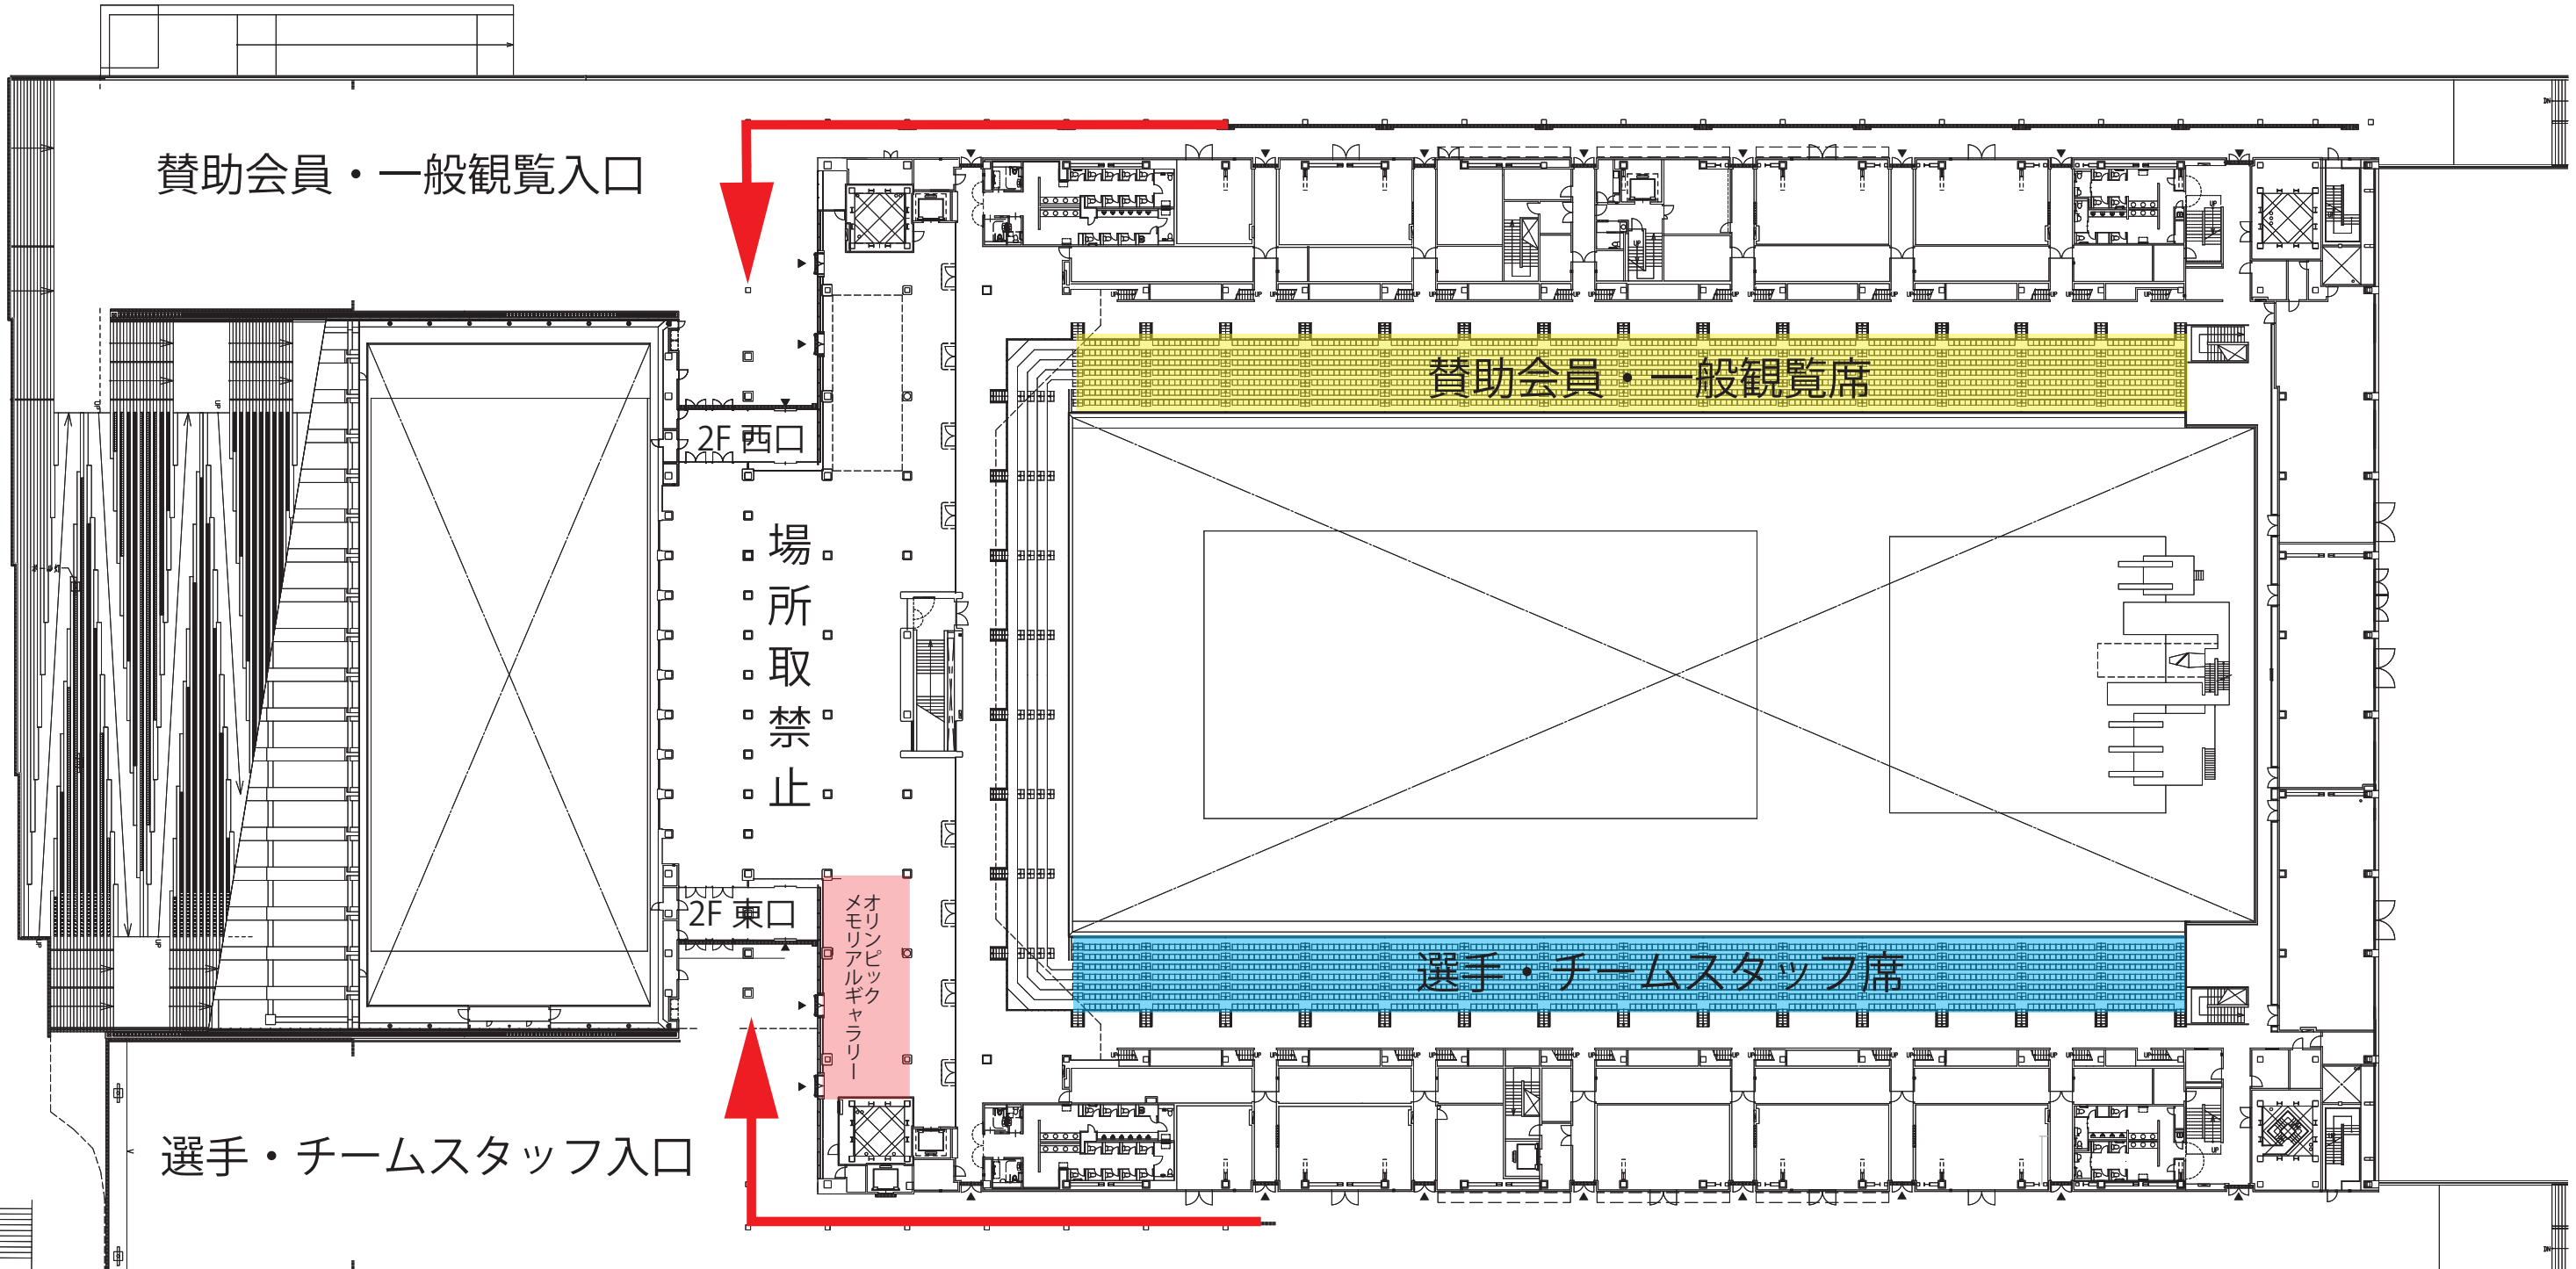 賛助会員・一般観覧入口
賛助会員・一般観覧席
2F 西口
場所取禁止
2F 東口
オリンピック
メモリアルギャラリー
選手・チームスタッフ席
選手・チームスタッフ入口